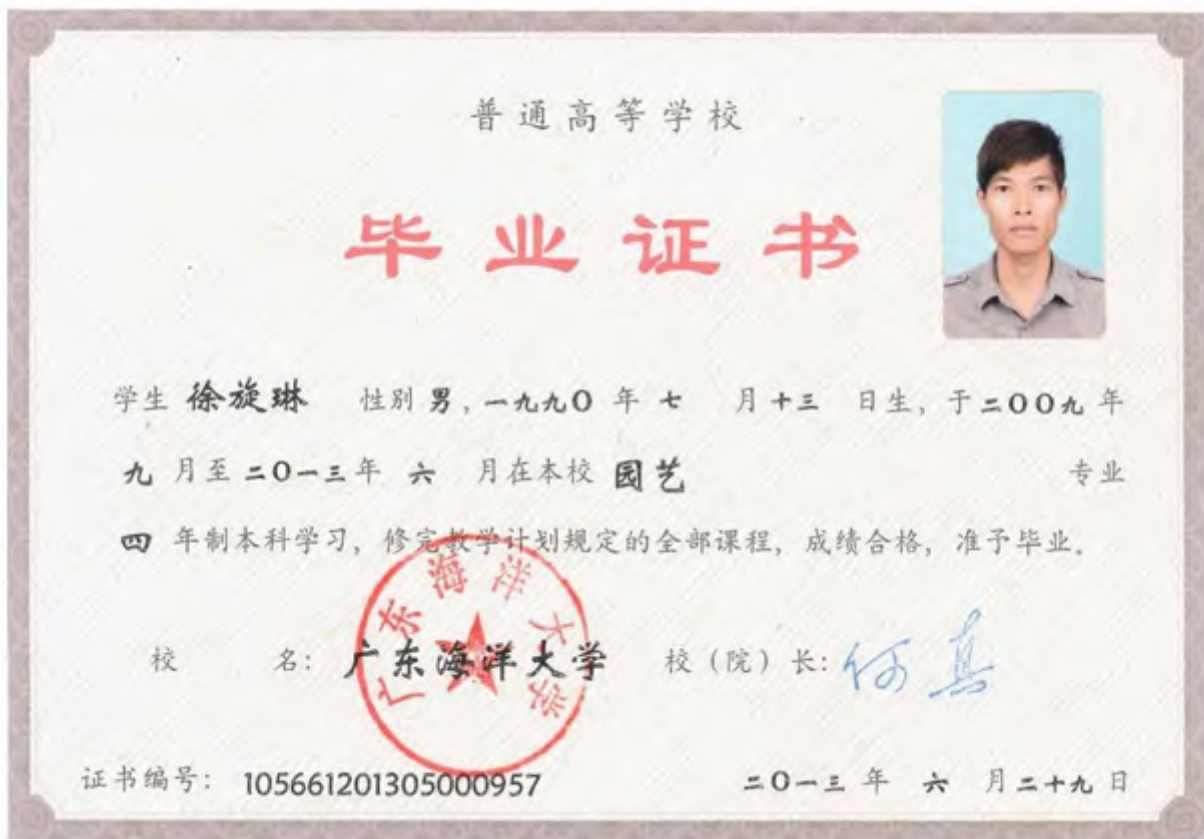 普通高等学校
毕业证书
学生 徐旋琳 性别 男，一九九〇 年 七 月 十三 日生，于 二〇〇九 年
九 月至 二〇一三 年 六 月在本校 园艺 专业
四 年制本科学习，修完教学计划规定的全部课程，成绩合格，准予毕业。
广东海洋大学
校 名：广东海洋大学 校（院）长：何真
证书编号：105661201305000957 二〇一三 年 六 月 二十九 日